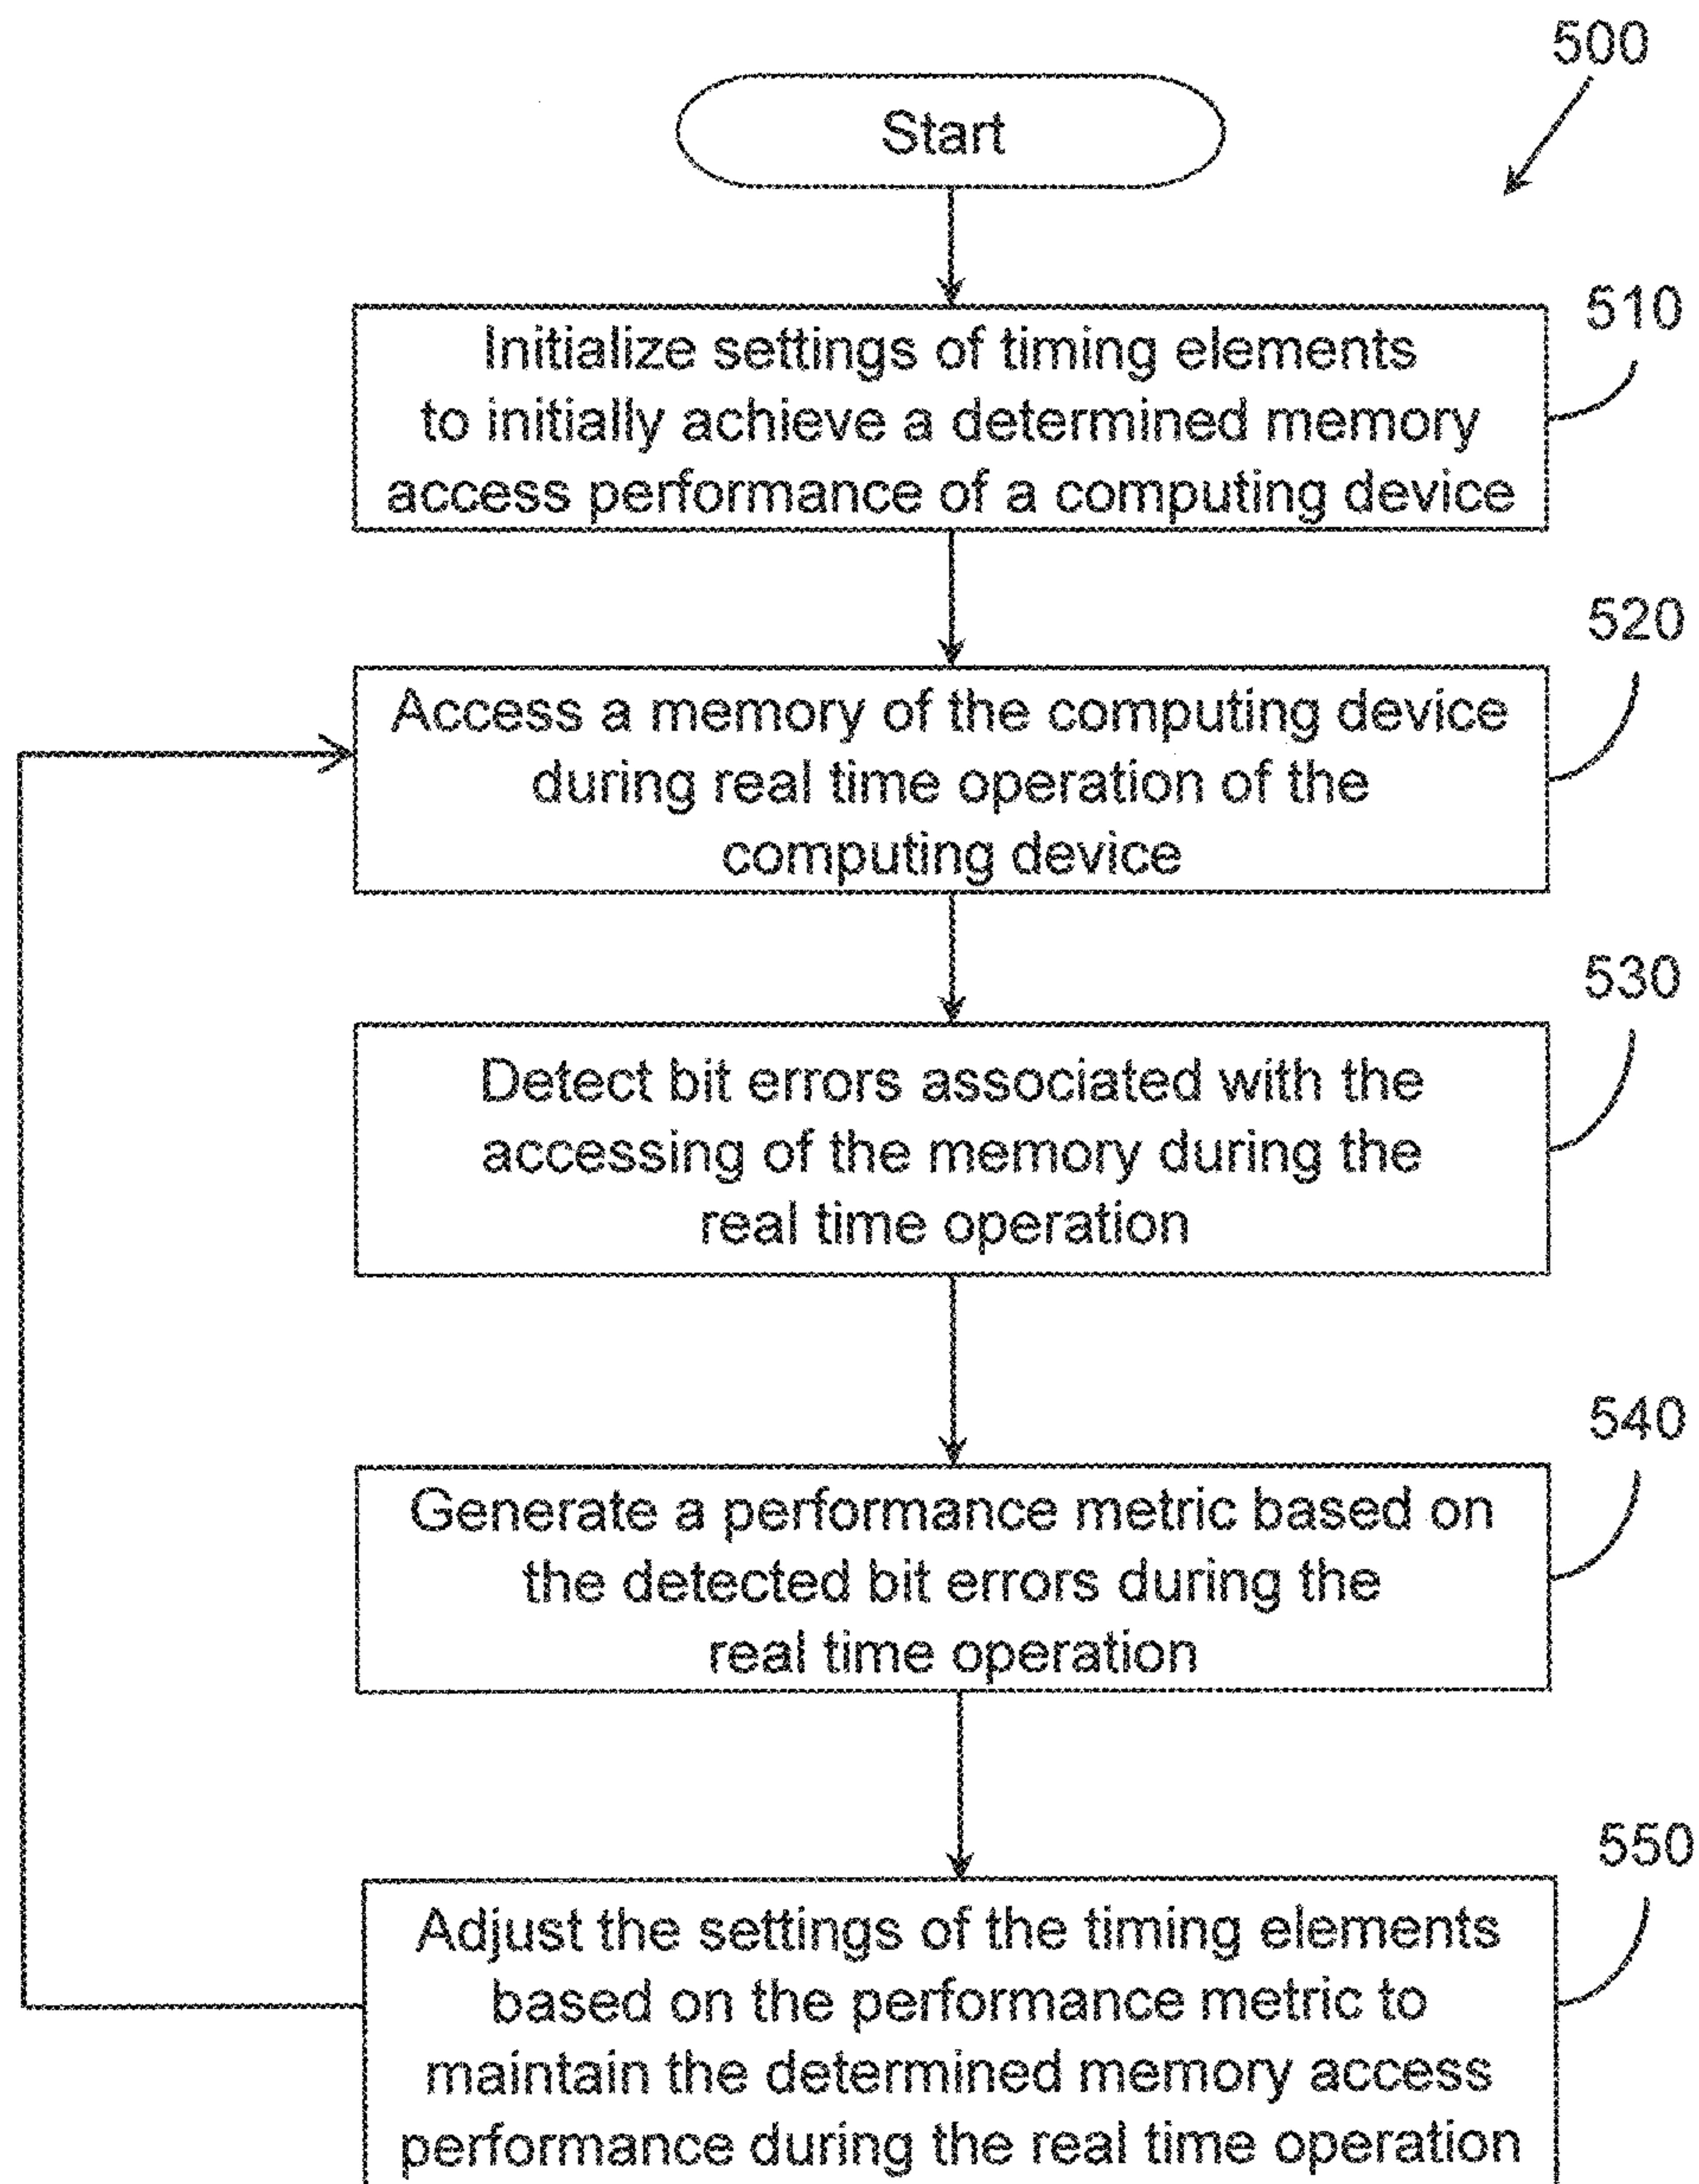 500
Start
510
Initialize settings of timing elements
to initially achieve a determined memory
access performance of a computing device
520
Access a memory of the computing device
during real time operation of the
computing device
530
Detect bit errors associated with the
accessing of the memory during the
real time operation
540
Generate a performance metric based on
the detected bit errors during the
real time operation
550
Adjust the settings of the timing elements
based on the performance metric to
maintain the determined memory access
performance during the real time operation